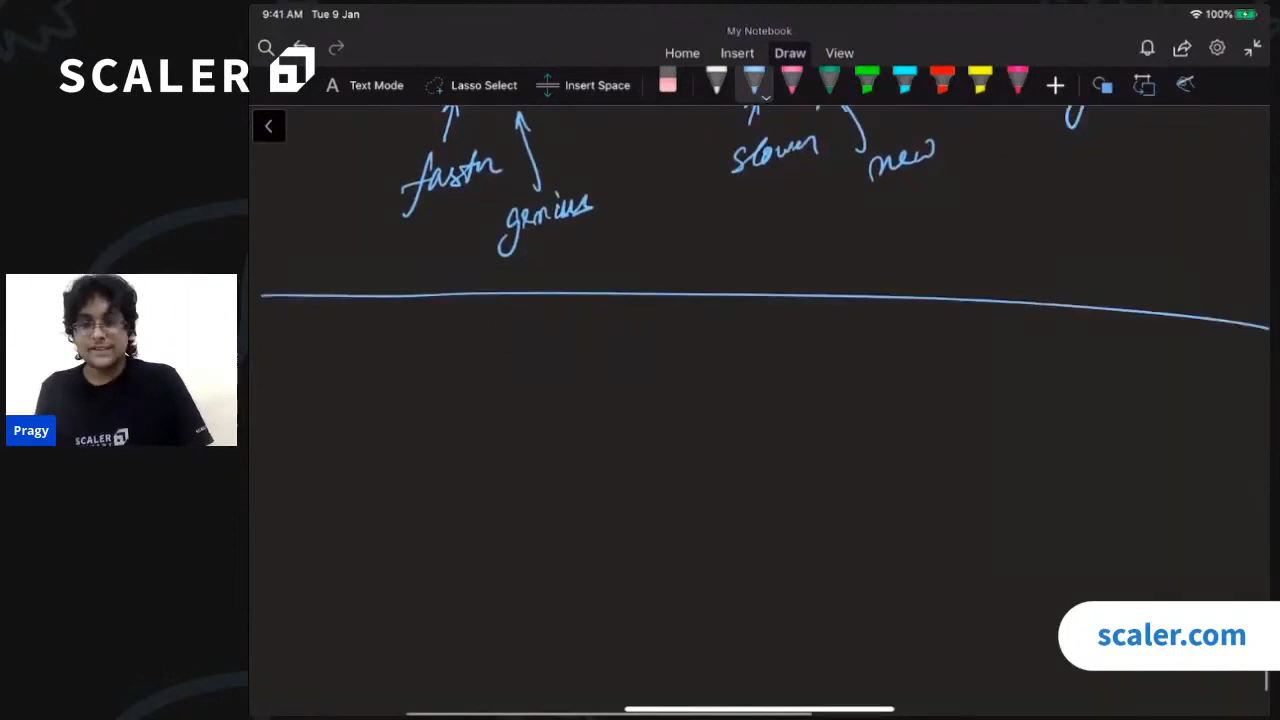 9:41 AM Tue 9 Jan
100%
My Notebook
Home Insert Draw View
SCALER
A Text Mode Lasso Select Insert Space
faster
genius
slower
new
SCALER
Pragy
scaler.com